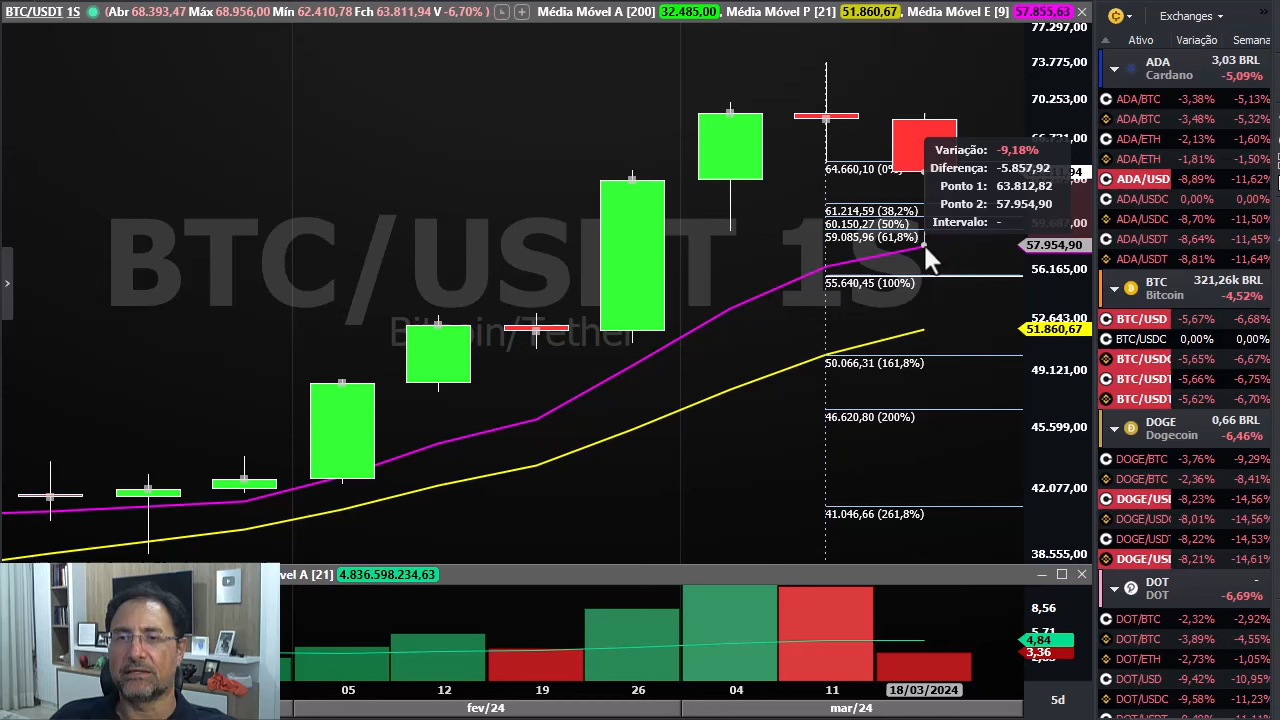 BTC/USDT 1S (Abr 68.393,47 Máx 68.956,00 Mín 62.410,78 Fch 63.811,94 V -6,70% ) Média Móvel A [200] 32.485,00 , Média Móvel P [21] 51.860,67 , Média Móvel E [9] 57.855,63
Exchanges
Ativo Variação Semana
77.297,00
73.775,00
70.253,00
66.731,00
56.165,00
52.643,00
49.121,00
45.599,00
42.077,00
38.555,00
57.954,90
51.860,67
BTC/USDT 1S
Bitcoin/Tether
64.660,10 (0%
61.214,59 (38,2%)
60.150,27 (50%)
59.085,96 (61,8%)
55.640,45 (100%)
50.066,31 (161,8%)
46.620,80 (200%)
41.046,66 (261,8%)
Variação: -9,18%
Diferença: -5.857,92
Ponto 1: 63.812,82
Ponto 2: 57.954,90
Intervalo: -
ADA 3,03 BRL
Cardano -5,09%
ADA/BTC -3,38% -5,13%
ADA/BTC -3,48% -5,32%
ADA/ETH -2,13% -1,60%
ADA/ETH -1,81% -1,50%
ADA/USD -8,89% -11,62%
ADA/USDC 0,00% 0,00%
ADA/USDC -8,70% -11,50%
ADA/USDT -8,64% -11,45%
ADA/USDT -8,81% -11,64%
BTC 321,26k BRL
Bitcoin -4,52%
BTC/USD -5,67% -6,68%
BTC/USDC 0,00% 0,00%
BTC/USDC -5,65% -6,67%
BTC/USDT -5,66% -6,75%
BTC/USDT -5,62% -6,70%
DOGE 0,66 BRL
Dogecoin -6,46%
DOGE/BTC -3,76% -9,29%
DOGE/BTC -2,36% -8,41%
DOGE/USD -8,23% -14,56%
DOGE/USDC -8,01% -14,56%
DOGE/USD -8,22% -14,53%
DOGE/USD -8,21% -14,61%
DOT -
DOT -6,69%
DOT/BTC -2,32% -2,92%
DOT/BTC -3,89% -4,55%
DOT/ETH -2,73% -1,05%
DOT/USD -9,42% -10,95%
DOT/USDC -9,58% -11,23%
vel A [21] 4.836.598.234,63
8,56
4,84
3,36
05 12 19 26 04 11 18/03/2024
fev/24 mar/24 5d